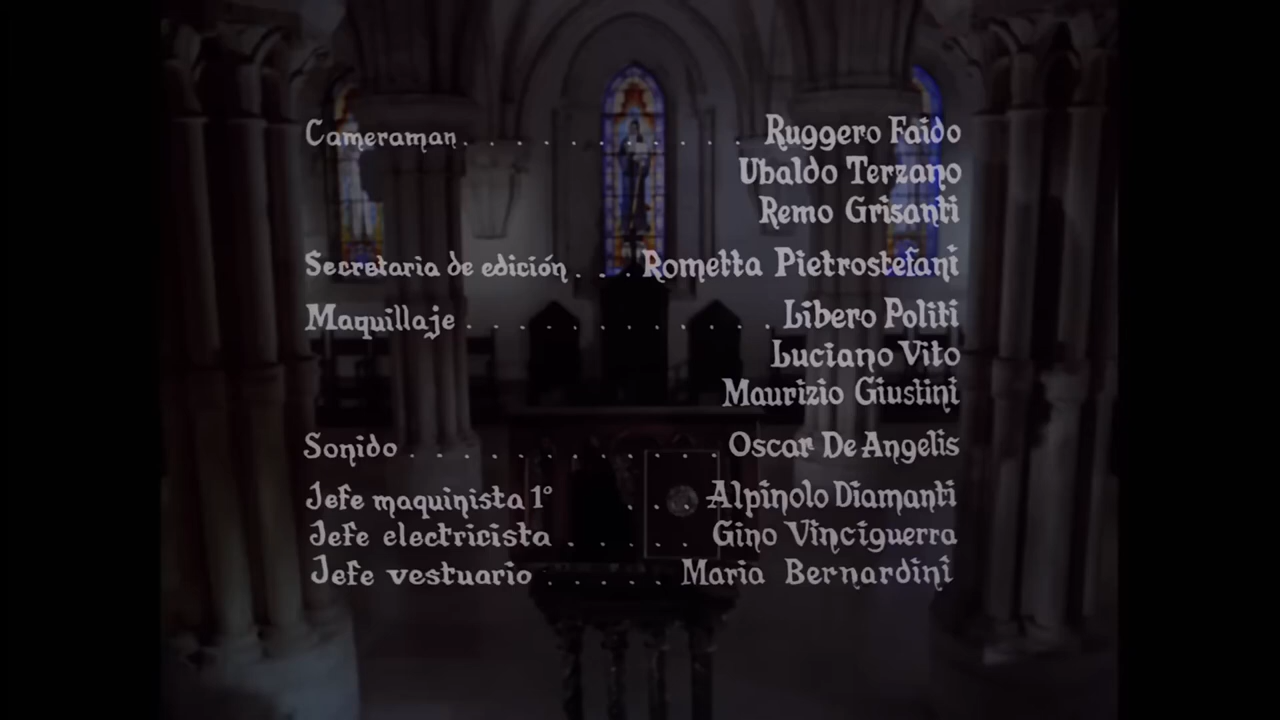 Cameraman . . . . . . . . . . . Ruggero Faido
Ubaldo Terzano
Remo Grisanti
Secretaria de edición . . . Rometta Pietrostefani
Maquillaje . . . . . . . . . . . . Libero Politi
Luciano Vito
Maurizio Giustini
Sonido . . . . . . . . . . . . Oscar De Angelis
Jefe maquinista 1º . . . Alpinolo Diamanti
Jefe electricista . . . . . Gino Vinciguerra
Jefe vestuario . . . . . Maria Bernardini